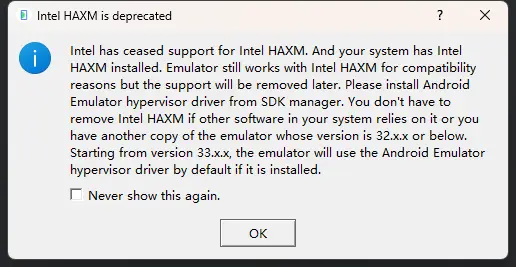 Intel HAXM is deprecated
Intel has ceased support for Intel HAXM. And your system has Intel
HAXM installed. Emulator still works with Intel HAXM for compatibility
reasons but the support will be removed later. Please install Android
Emulator hypervisor driver from SDK manager. You don't have to
remove Intel HAXM if other software in your system relies on it or you
have another copy of the emulator whose version is 32.x.x or below.
Starting from version 33.x.x, the emulator will use the Android Emulator
hypervisor driver by default if it is installed.
Never show this again.
OK